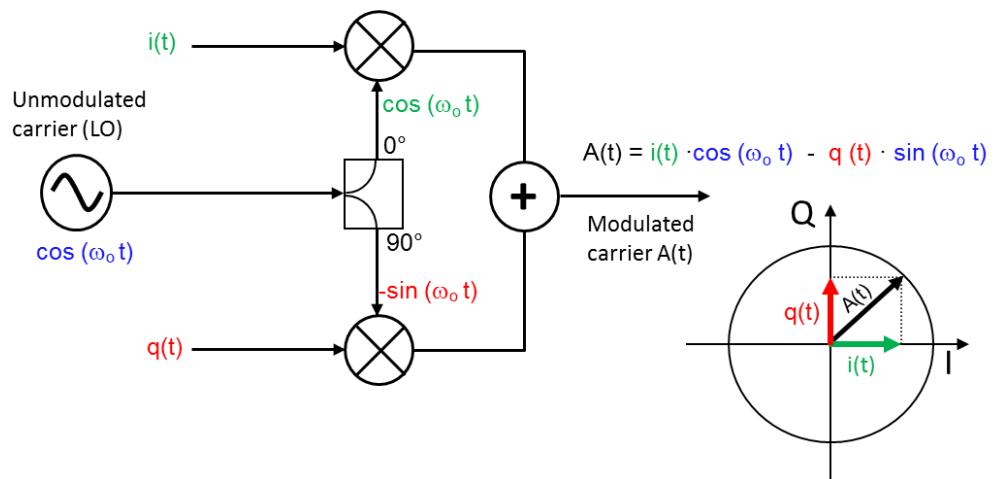 i(t)
Unmodulated
carrier (LO)
cos (ωₒ t)
0°
cos (ωₒ t)
90°
-sin (ωₒ t)
q(t)
+
A(t) = i(t) ·cos (ωₒ t) - q (t) · sin (ωₒ t)
Modulated
carrier A(t)
Q
A(t)
q(t)
i(t)
I